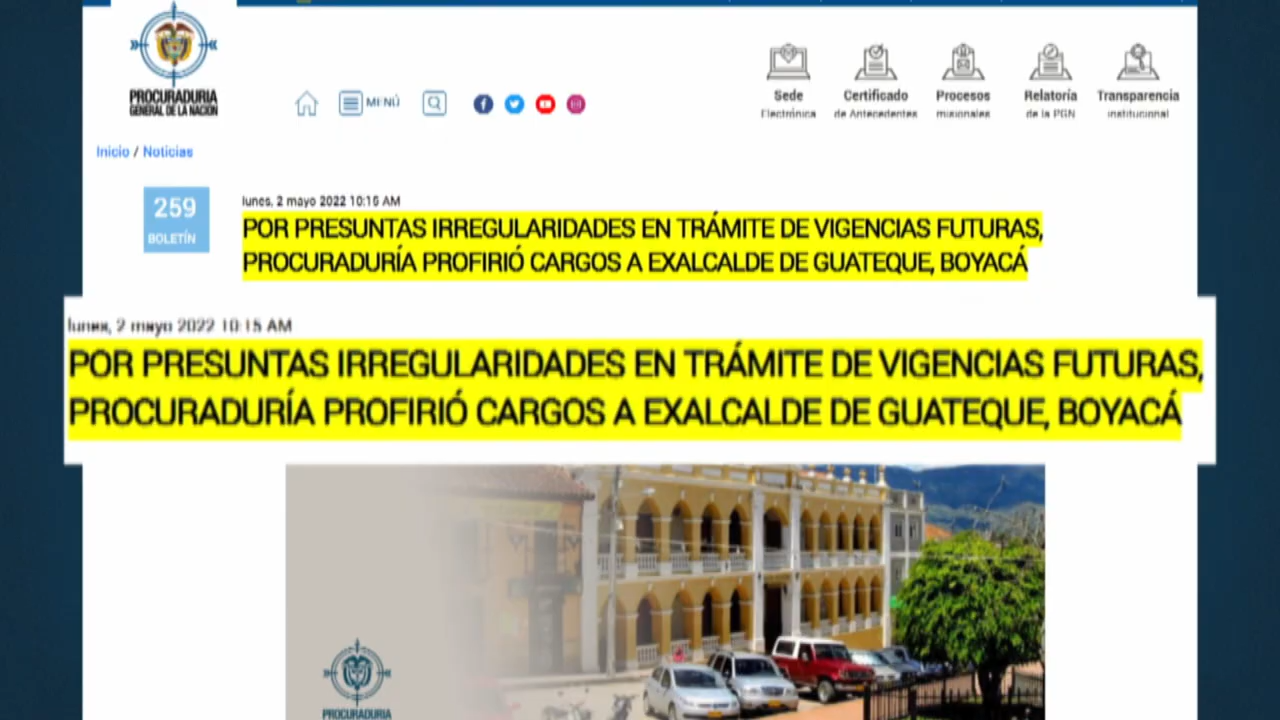 PROCURADURIA
GENERAL DE LA NACION
MENÚ
Sede
Electrónica
Certificado
de Antecedentes
Procesos
misionales
Relatoría
de la PGN
Transparencia
institucional
Inicio / Noticias
259
BOLETÍN
lunes, 2 mayo 2022 10:15 AM
POR PRESUNTAS IRREGULARIDADES EN TRÁMITE DE VIGENCIAS FUTURAS,
PROCURADURÍA PROFIRIÓ CARGOS A EXALCALDE DE GUATEQUE, BOYACÁ
lunes, 2 mayo 2022 10:15 AM
POR PRESUNTAS IRREGULARIDADES EN TRÁMITE DE VIGENCIAS FUTURAS,
PROCURADURÍA PROFIRIÓ CARGOS A EXALCALDE DE GUATEQUE, BOYACÁ
PROCURADURIA